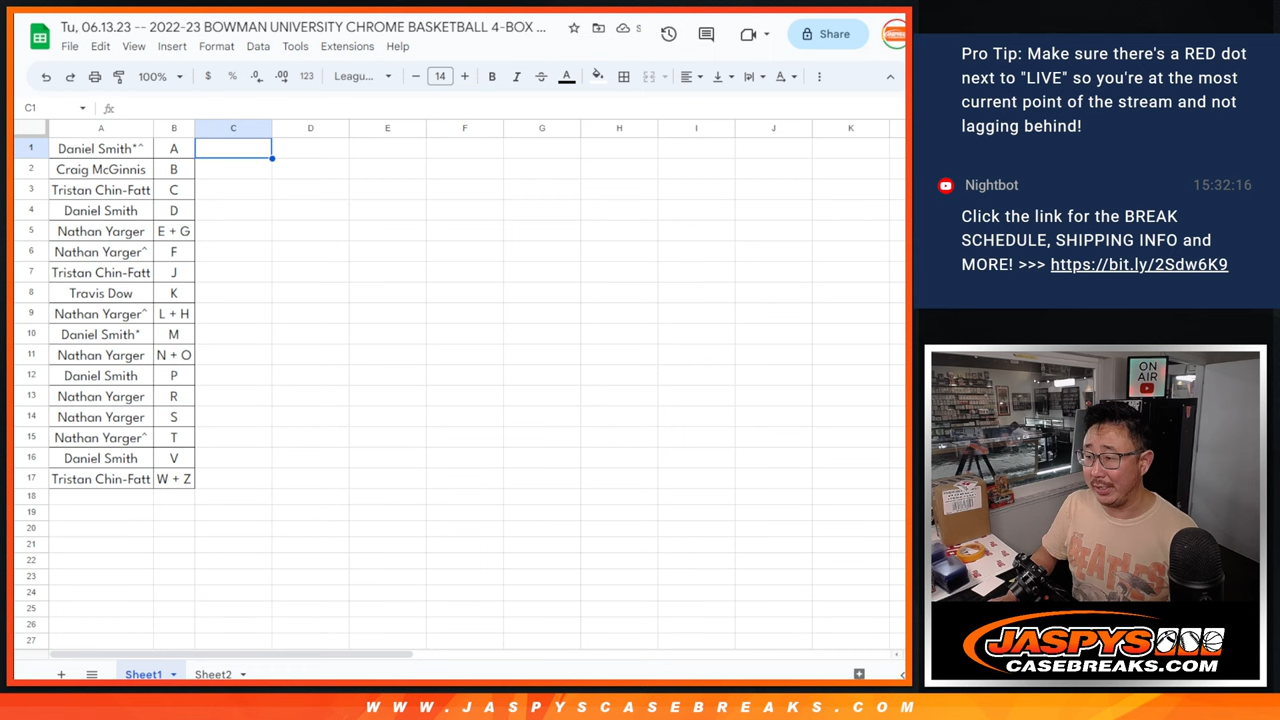 Tu, 06.13.23 -- 2022-23 BOWMAN UNIVERSITY CHROME BASKETBALL 4-BOX ...
File Edit View Insert Format Data Tools Extensions Help
Share
100% $ % .0 .00 123 Leagu... 14 B I A
C1
A B C D E F G H I J K
1 Daniel Smith*^ A
2 Craig McGinnis B
3 Tristan Chin-Fatt C
4 Daniel Smith D
5 Nathan Yarger E + G
6 Nathan Yarger^ F
7 Tristan Chin-Fatt J
8 Travis Dow K
9 Nathan Yarger^ L + H
10 Daniel Smith* M
11 Nathan Yarger N + O
12 Daniel Smith P
13 Nathan Yarger R
14 Nathan Yarger S
15 Nathan Yarger^ T
16 Daniel Smith V
17 Tristan Chin-Fatt W + Z
18
19
20
21
22
23
24
25
26
27
Sheet1 Sheet2
Pro Tip: Make sure there's a RED dot
next to "LIVE" so you're at the most
current point of the stream and not
lagging behind!
Nightbot 15:32:16
Click the link for the BREAK
SCHEDULE, SHIPPING INFO and
MORE! >>> https://bit.ly/2Sdw6K9
ON
AIR
BEATLES
JASPYS
CASEBREAKS.COM
WWW.JASPYSCASEBREAKS.COM